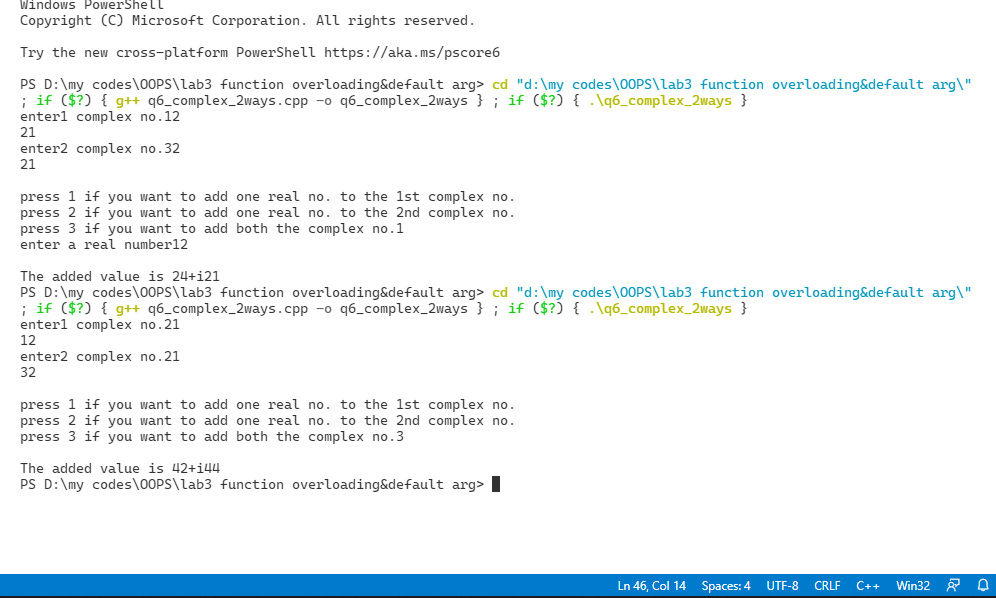 Windows PowerShell
Copyright (C) Microsoft Corporation. All rights reserved.
Try the new cross-platform PowerShell https://aka.ms/pscore6
PS D:\my codes\OOPS\lab3 function overloading&default arg> cd "d:\my codes\OOPS\lab3 function overloading&default arg\"
; if ($?) { g++ q6_complex_2ways.cpp -o q6_complex_2ways } ; if ($?) { .\q6_complex_2ways }
enter1 complex no.12
21
enter2 complex no.32
21
press 1 if you want to add one real no. to the 1st complex no.
press 2 if you want to add one real no. to the 2nd complex no.
press 3 if you want to add both the complex no.1
enter a real number12
The added value is 24+i21
PS D:\my codes\OOPS\lab3 function overloading&default arg> cd "d:\my codes\OOPS\lab3 function overloading&default arg\"
; if ($?) { g++ q6_complex_2ways.cpp -o q6_complex_2ways } ; if ($?) { .\q6_complex_2ways }
enter1 complex no.21
12
enter2 complex no.21
32
press 1 if you want to add one real no. to the 1st complex no.
press 2 if you want to add one real no. to the 2nd complex no.
press 3 if you want to add both the complex no.3
The added value is 42+i44
PS D:\my codes\OOPS\lab3 function overloading&default arg>
Ln 46, Col 14 Spaces: 4 UTF-8 CRLF C++ Win32